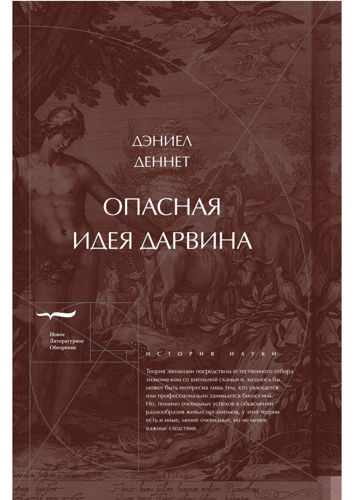 ДЭНИЕЛ
ДЕННЕТ
ОПАСНАЯ
ИДЕЯ ДАРВИНА
Новое
Литературное
Обозрение
ИСТОРИЯ НАУКИ
Теория эволюции посредством естественного отбора
знакома нам со школьной скамьи и, казалось бы,
может быть интересна лишь тем, кто увлекается
или профессионально занимается биологией.
Но, помимо очевидных успехов в объяснении
разнообразия живых организмов, у этой теории
есть и иные, менее очевидные, но не менее
важные следствия.